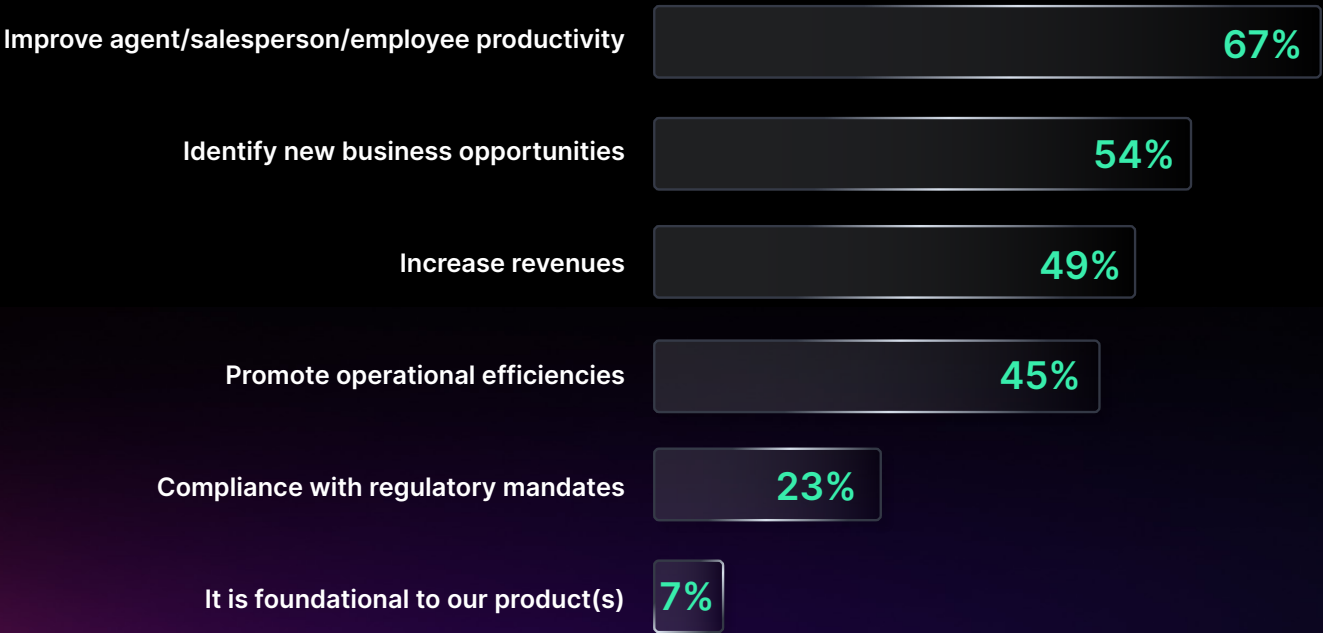 Improve agent/salesperson/employee productivity 67%
Identify new business opportunities 54%
Increase revenues 49%
Promote operational efficiencies 45%
Compliance with regulatory mandates 23%
It is foundational to our product(s) 7%